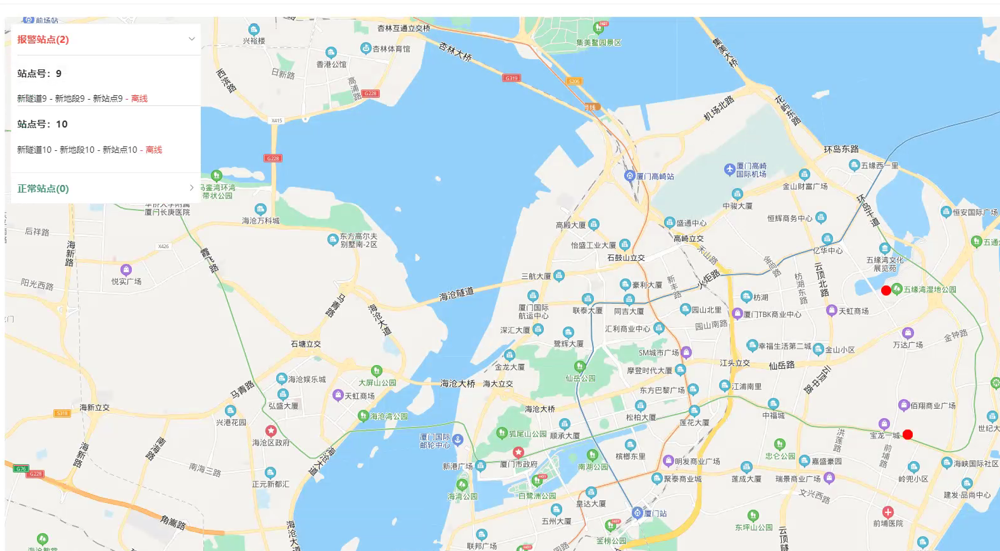 前场站
报警站点(2)
站点号：9
新隧道9 - 新地段9 - 新站点9 - 离线
站点号：10
新隧道10 - 新地段10 - 新站点10 - 离线
正常站点(0)
兴裕楼
香港公馆
杏林体育馆
日新路
高浦路
西滨路
G228
X415
G228
杏林互通立交桥
杏林大桥
G319
S206
号线
HOT
集美鳌园景区
集美大桥
机场北路
花屿东路
环岛东路
五缘西一里
厦门高崎站
厦门高崎
国际机场
金山财富广场
中骏大厦
环岛干道
恒安国际广场
恒辉商务中心
盛通中心
高崎立交
高殿大厦
怡盛工业大厦
石鼓山立交
禾山路
金尚路
亿华中心
五缘湾文化
展览苑
五缘湾湿地公园
云顶北路
枋湖东路
火炬路
新丰路
三航大厦
豪利大厦
厦门国际
航运中心
联泰大厦
同吉大厦
园山北里
枋湖
厦门TBK商业中心
天虹商场
园山南路
深汇大厦
鹭辉大厦
汇利商业中心
万达广场
金钟路
幸福生活第二城
金山小区
SM城市广场
江头立交
仙岳路
云顶中路
金龙大厦
仙岳公园
摩登时代大厦
江浦南里
东方巴黎广场
海沧大桥
海大立交
海沧大桥
松柏大厦
莲花大厦
中福城
佰翔商业广场
宝龙一城
洪莲路
前埔路
狐尾山公园
顺承大厦
厦门国际
邮轮中心
新港广场
厦门市政府
南湖公园
槟榔东里
明发商业广场
忠仑公园
嘉盛豪园
岭兜小区
海峡国际社区
聚泰商业城
莲成大厦
瑞景商业广场
文兴西路
建发·品尚中心
海湾公园
HOT
白鹭洲公园
皇达大厦
五州大厦
厦门站
HOT
金榜公园
东坪山公园
前埔医院
联邦广场
HOT
马銮湾环湾
带状公园
厦门长庚医院
海沧万科城
东方高尔夫
别墅南-2区
后祥路
海新路
X426
霞飞路
悦实广场
阳光西路
海沧隧道
马青路
海沧大道
石塘立交
大屏山公园
海沧娱乐城
弘盛大厦
天虹商场
马青路
海沧湾公园
海新立交
S318
兴港花园
海沧区政府
海沧大道
南海路
海新路
南海三路
正元新都汇
G76
G228
角嵩路
海沧大道